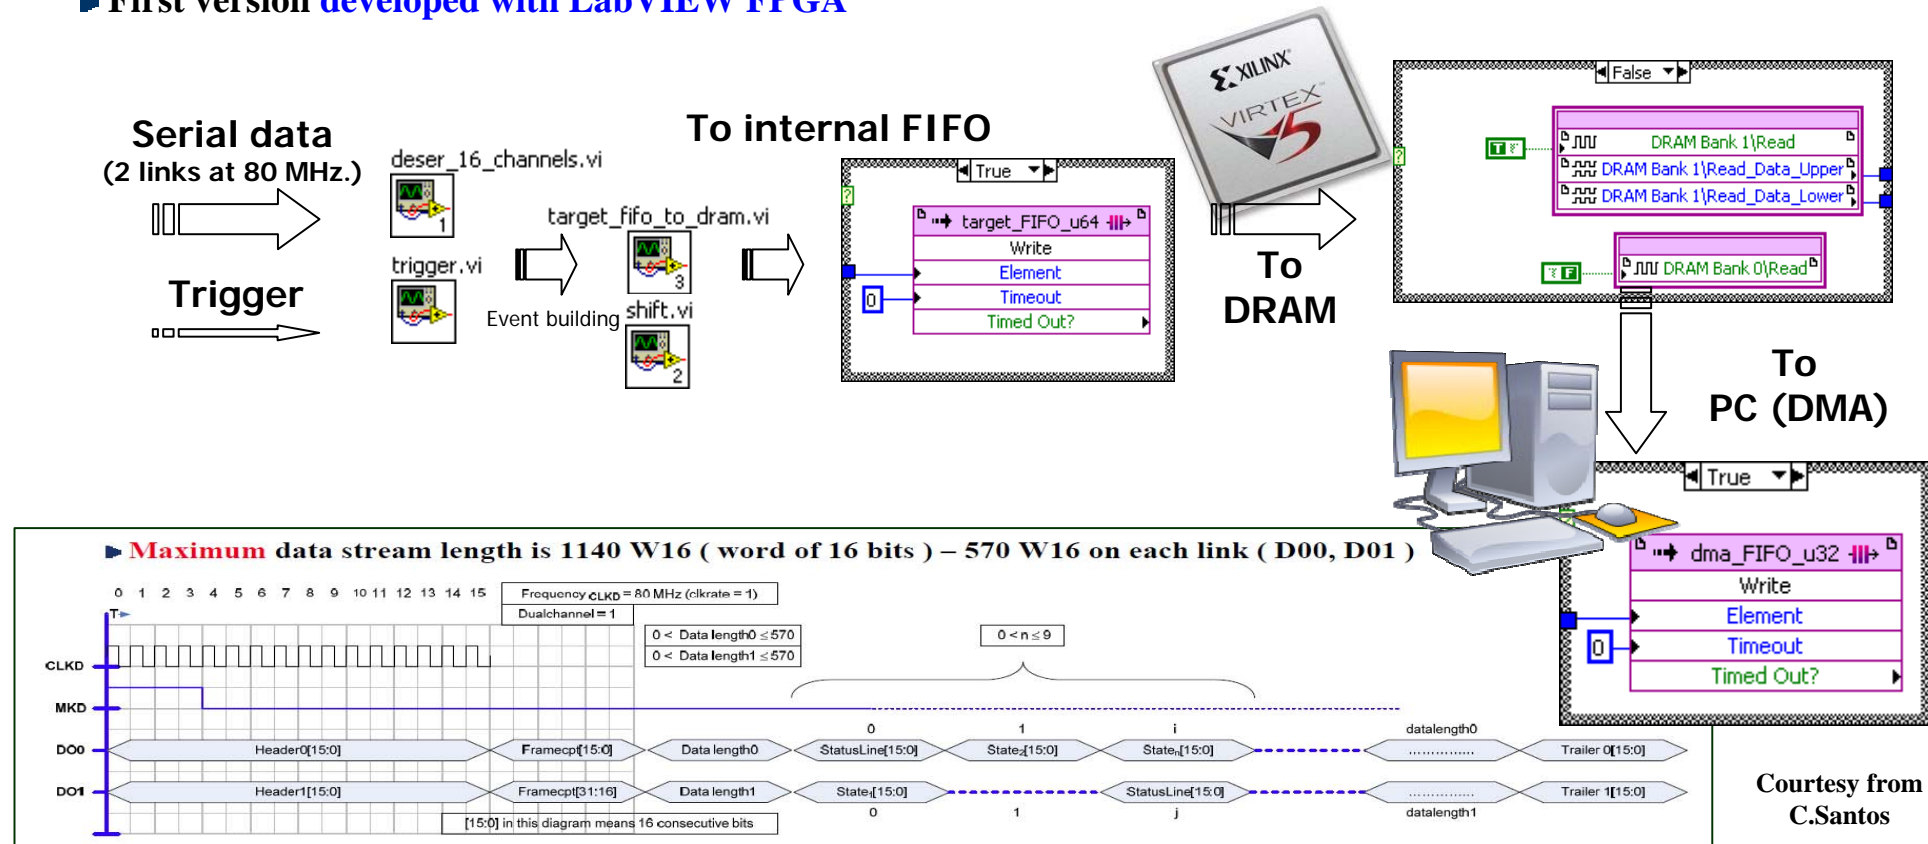 First version developed with LabVIEW FPGA
Serial data
(2 links at 80 MHz.)
Trigger
deser_16_channels.vi
1
trigger.vi
Event building
target_fifo_to_dram.vi
3
shift.vi
2
To internal FIFO
True
?
target_FIFO_u64
Write
Element
0
Timeout
Timed Out?
XILINX
VIRTEX
5
To
DRAM
False
?
T
DRAM Bank 1\Read
DRAM Bank 1\Read_Data_Upper
DRAM Bank 1\Read_Data_Lower
F
DRAM Bank 0\Read
To
PC (DMA)
True
dma_FIFO_u32
Write
Element
0
Timeout
Timed Out?
Maximum data stream length is 1140 W16 ( word of 16 bits ) – 570 W16 on each link ( D00, D01 )
0 1 2 3 4 5 6 7 8 9 10 11 12 13 14 15
Frequency CLKD = 80 MHz (clkrate = 1)
T
Dualchannel = 1
0 < Data length0 ≤ 570
0 < Data length1 ≤ 570
0 < n ≤ 9
CLKD
MKD
0 1 i datalength0
DO0 Header0[15:0] Framecpt[15:0] Data length0 StatusLine[15:0] State2[15:0] Staten[15:0] .............. Trailer 0[15:0]
DO1 Header1[15:0] Framecpt[31:16] Data length1 State1[15:0] StatusLine[15:0] .............. Trailer 1[15:0]
0 1 j datalength1
[15:0] in this diagram means 16 consecutive bits
Courtesy from
C.Santos